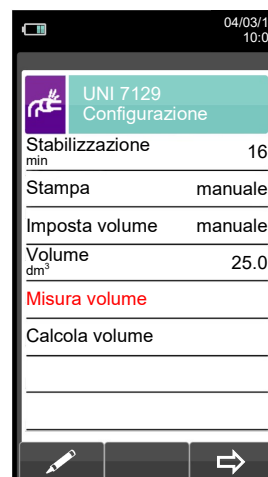 04/03/1
10:0
UNI 7129
Configurazione
Stabilizzazione 16
min
Stampa manuale
Imposta volume manuale
Volume 25.0
dm³
Misura volume
Calcola volume